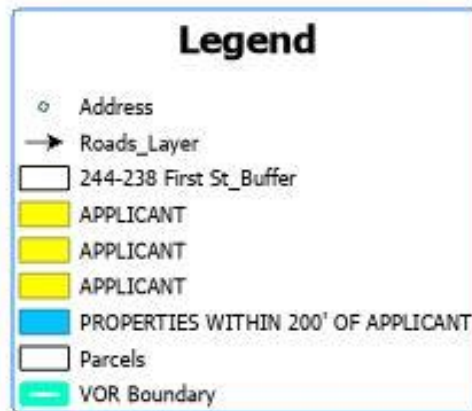 Legend
Address
Roads_Layer
244-238 First St_Buffer
APPLICANT
APPLICANT
APPLICANT
PROPERTIES WITHIN 200' OF APPLICANT
Parcels
VOR Boundary